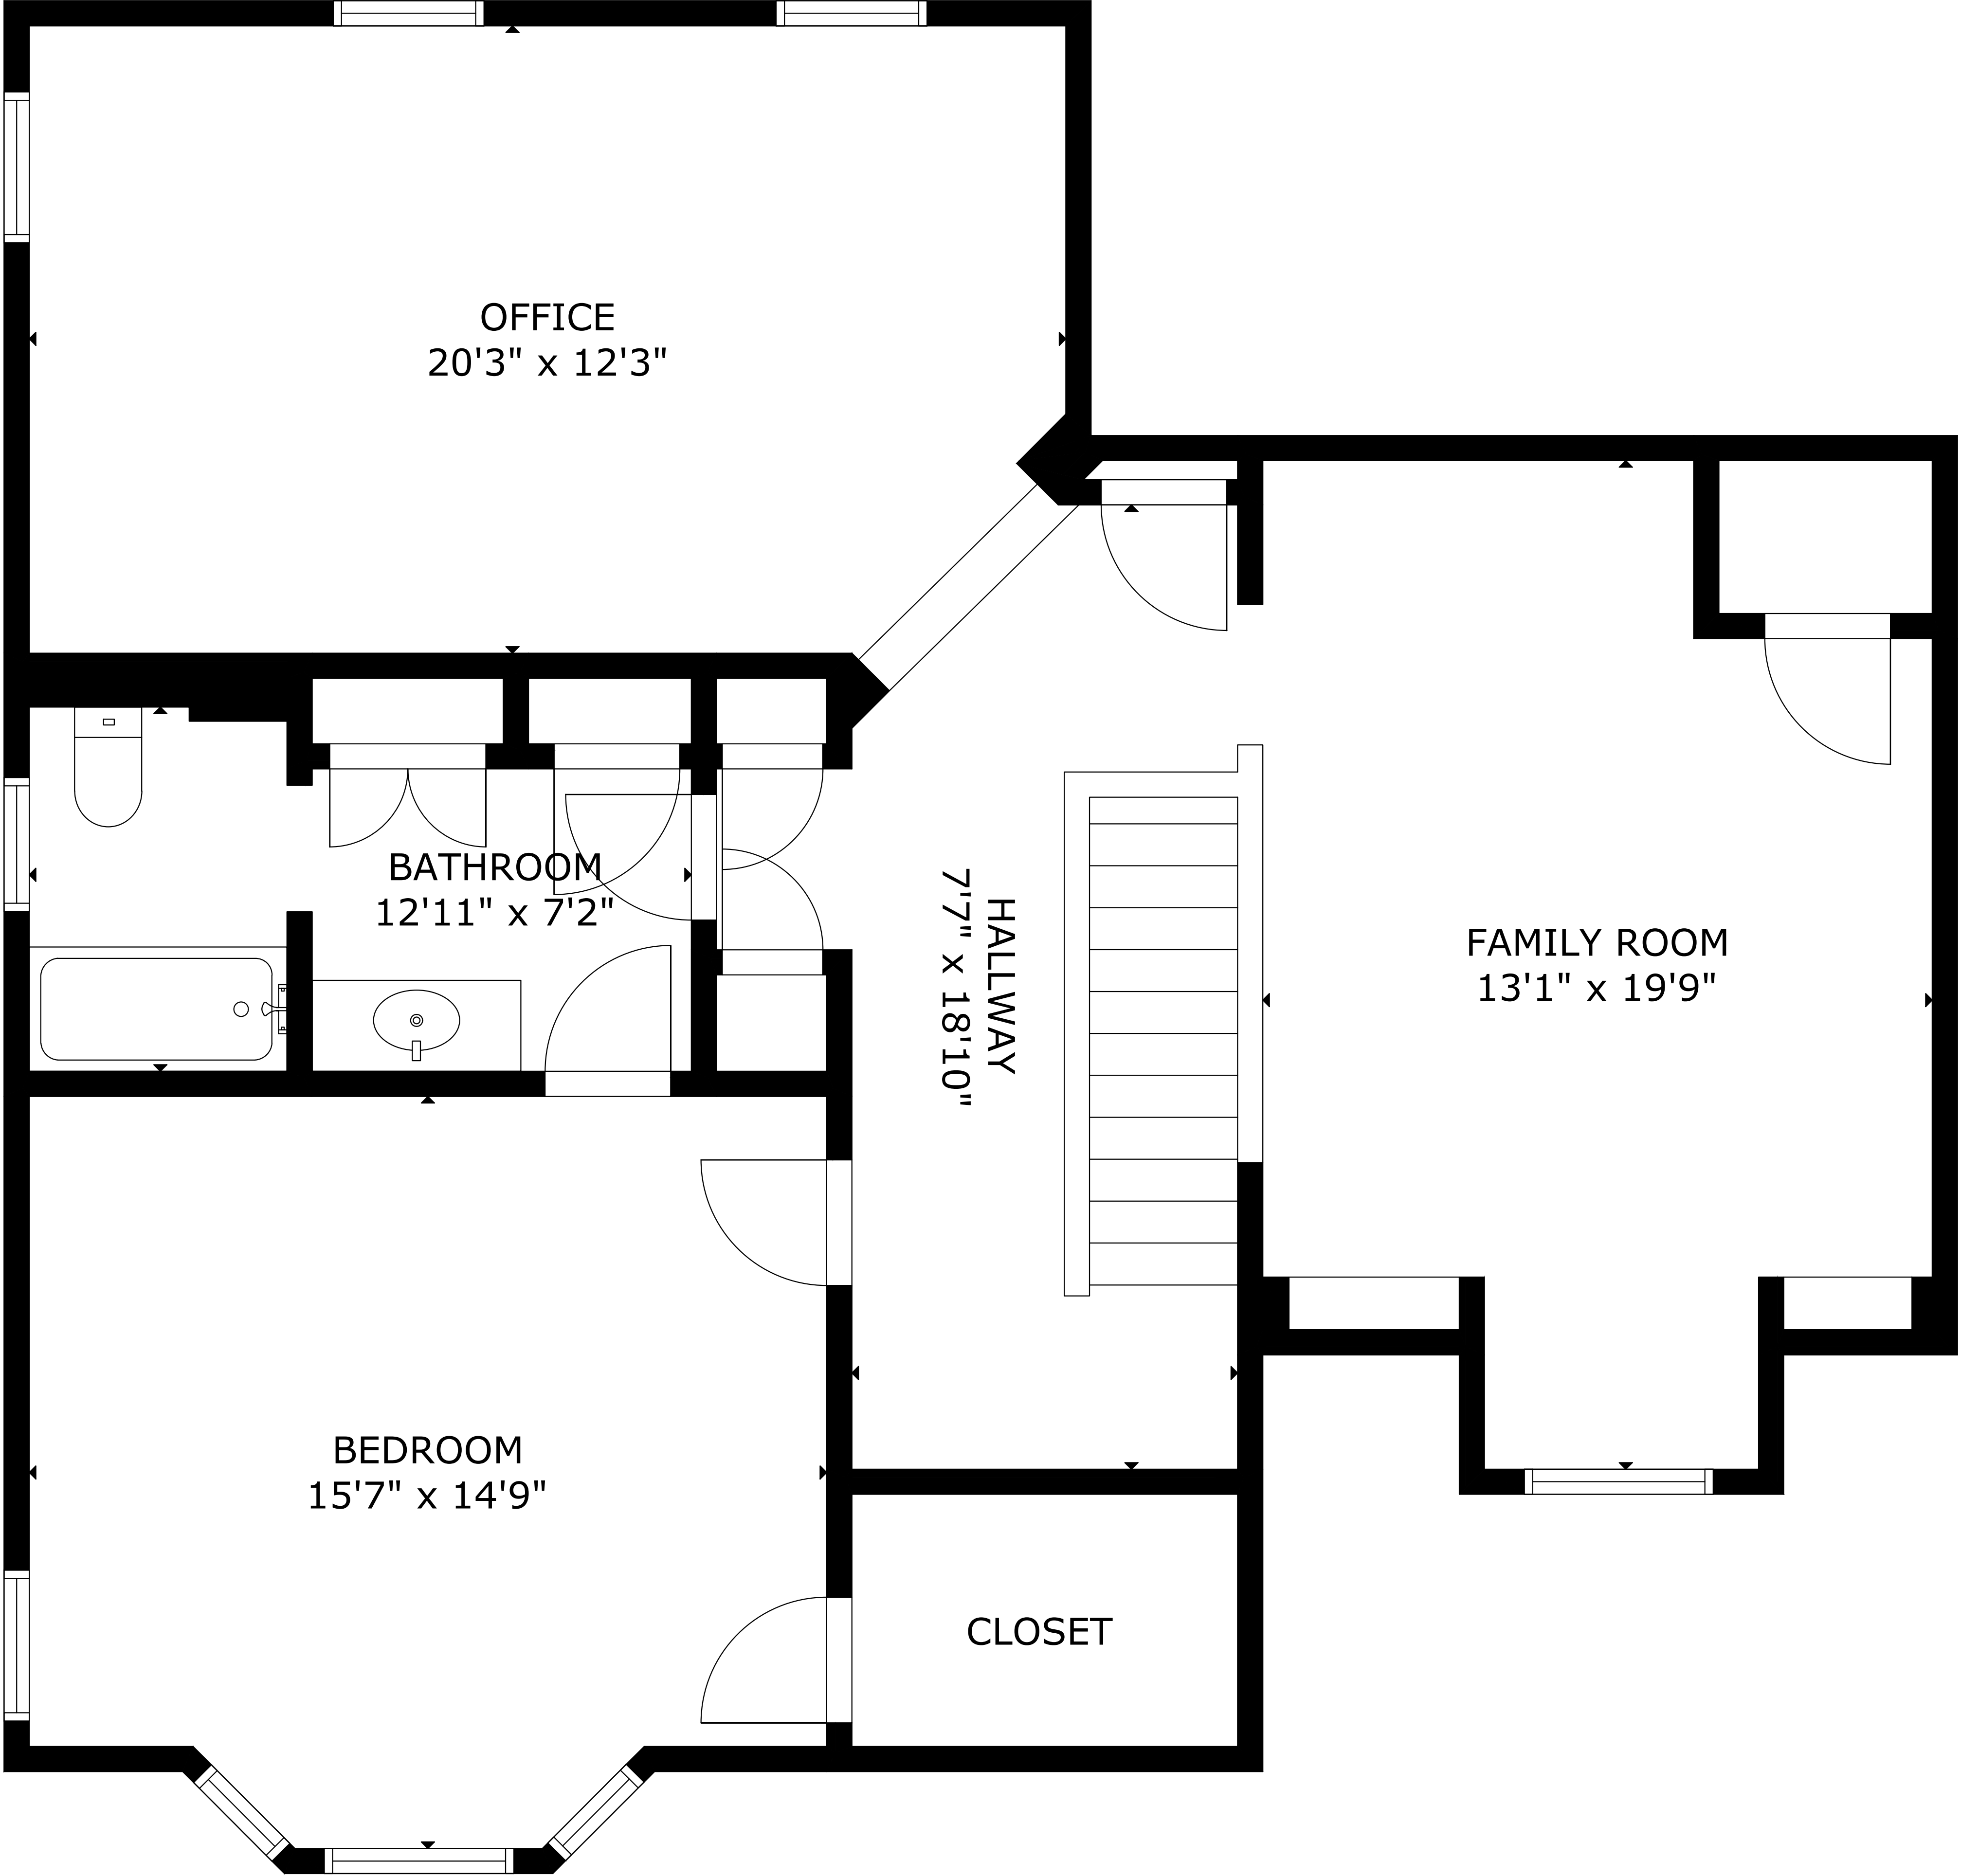 OFFICE
20'3" x 12'3"
BATHROOM
12'11" x 7'2"
HALLWAY
7'7" x 18'10"
FAMILY ROOM
13'1" x 19'9"
BEDROOM
15'7" x 14'9"
CLOSET